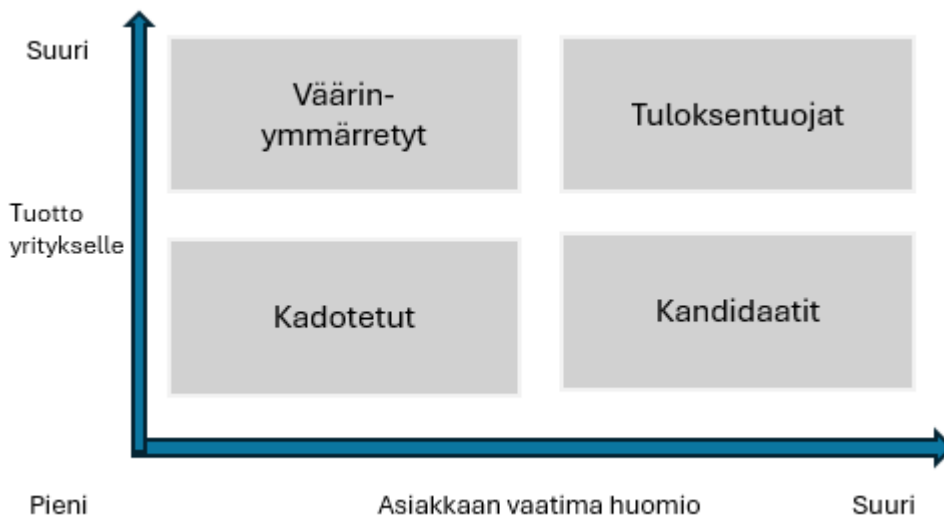 Suuri
Väärin-
ymmärretyt
Tuloksentuojat
Tuotto
yritykselle
Kadotetut
Kandidaatit
Pieni
Asiakkaan vaatima huomio
Suuri